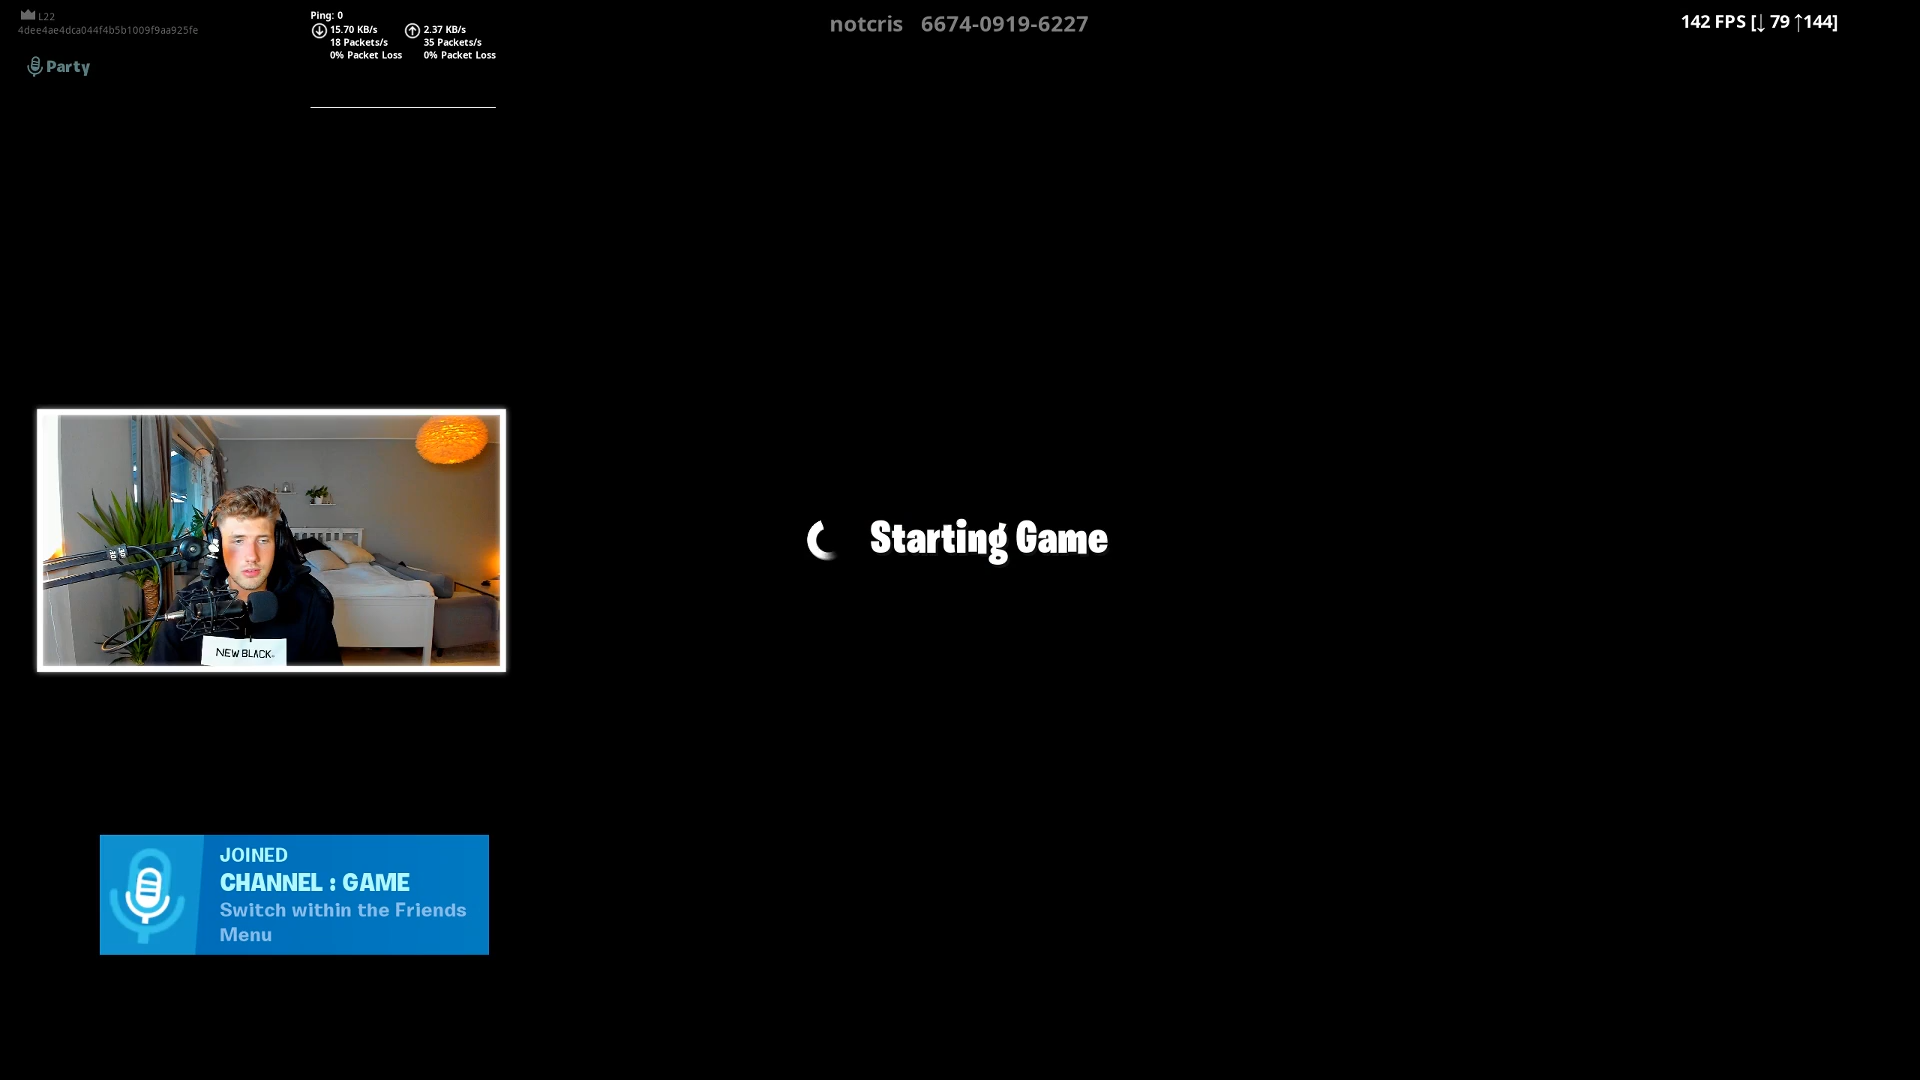 L22
4dee4ae4dca044f4b5b1009f9aa925fe
Party
Ping: 0
15.70 KB/s
18 Packets/s
0% Packet Loss
2.37 KB/s
35 Packets/s
0% Packet Loss
notcris 6674-0919-6227
142 FPS [↓ 79 ↑144]
NEW BLACK
Starting Game
JOINED
CHANNEL : GAME
Switch within the Friends
Menu